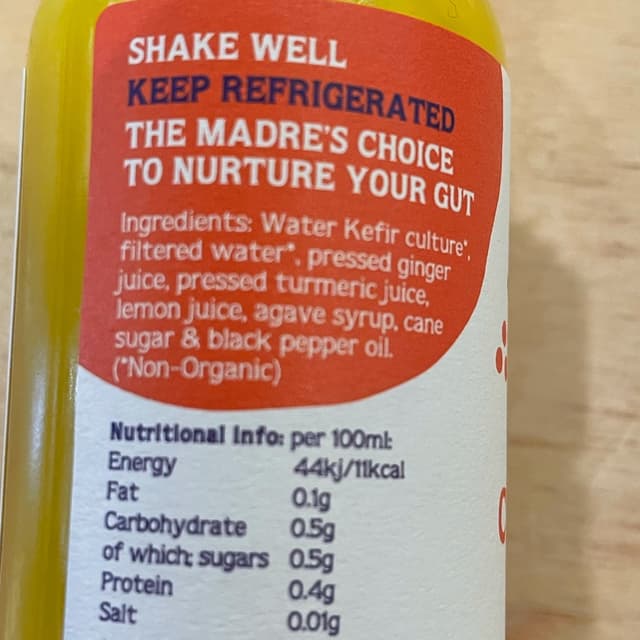 SHAKE WELL
KEEP REFRIGERATED
THE MADRE'S CHOICE
TO NURTURE YOUR GUT
Ingredients: Water Kefir culture*,
filtered water*, pressed ginger
juice, pressed turmeric juice,
lemon juice, agave syrup, cane
sugar & black pepper oil.
(*Non-Organic)
Nutritional Info: per 100ml:
Energy 44kj/11kcal
Fat 0.1g
Carbohydrate 0.5g
of which: sugars 0.5g
Protein 0.4g
Salt 0.01g